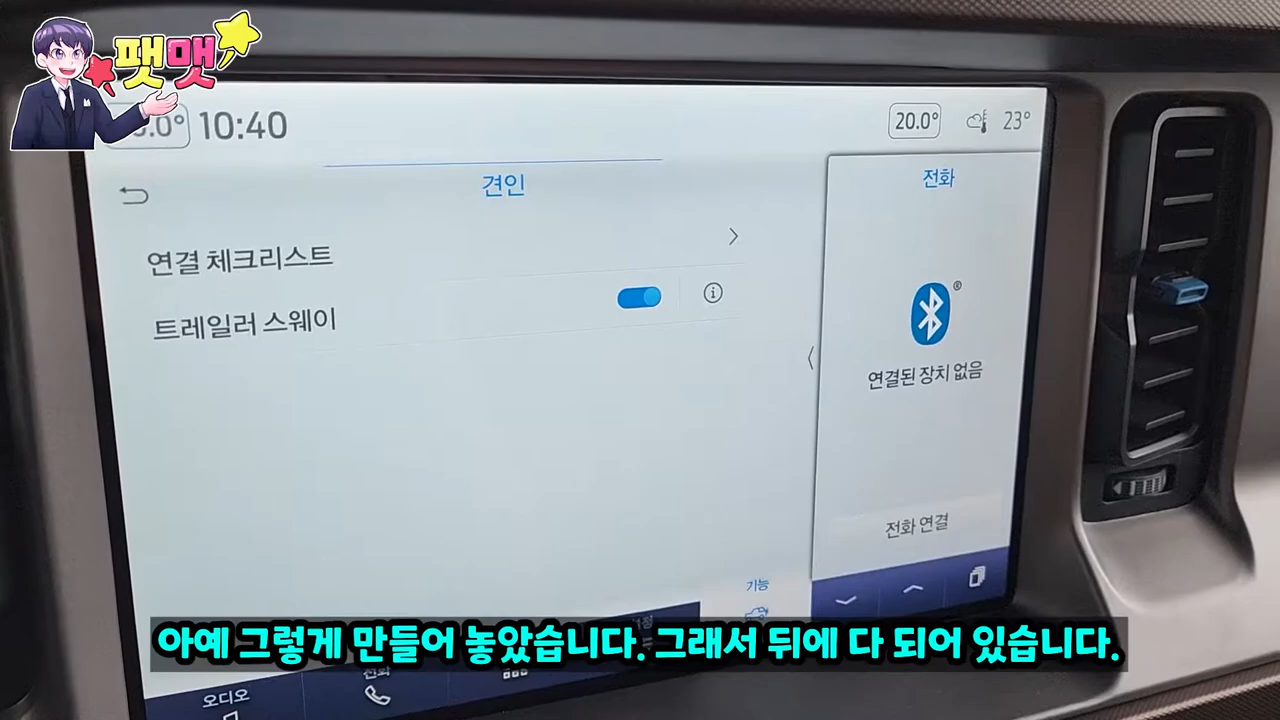 팻맷
10:40
20.0°
23°
견인
전화
연결 체크리스트
트레일러 스웨이
®
연결된 장치 없음
전화 연결
기능
아예 그렇게 만들어 놓았습니다. 그래서 뒤에 다 되어 있습니다.
오디오
전화